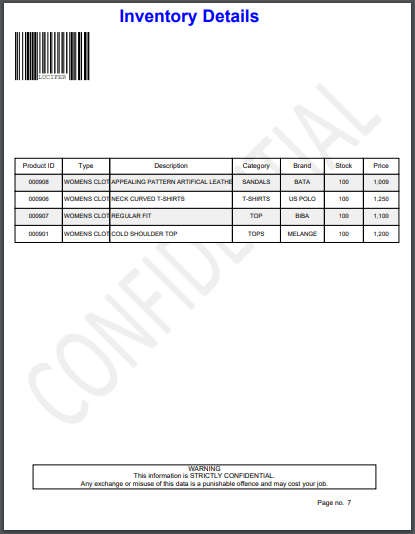 Inventory Details
LUCIFER
Product ID Type Description Category Brand Stock Price
000908 WOMENS CLOT APPEALING PATTERN ARTIFICAL LEATHE SANDALS BATA 100 1,009
000906 WOMENS CLOT NECK CURVED T-SHIRTS T-SHIRTS US POLO 100 1,250
000907 WOMENS CLOT REGULAR FIT TOP BIBA 100 1,100
000901 WOMENS CLOT COLD SHOULDER TOP TOPS MELANGE 100 1,200
CONFIDENTIAL
WARNING
This information is STRICTLY CONFIDENTIAL.
Any exchange or misuse of this data is a punishable offence and may cost your job.
Page no. 7